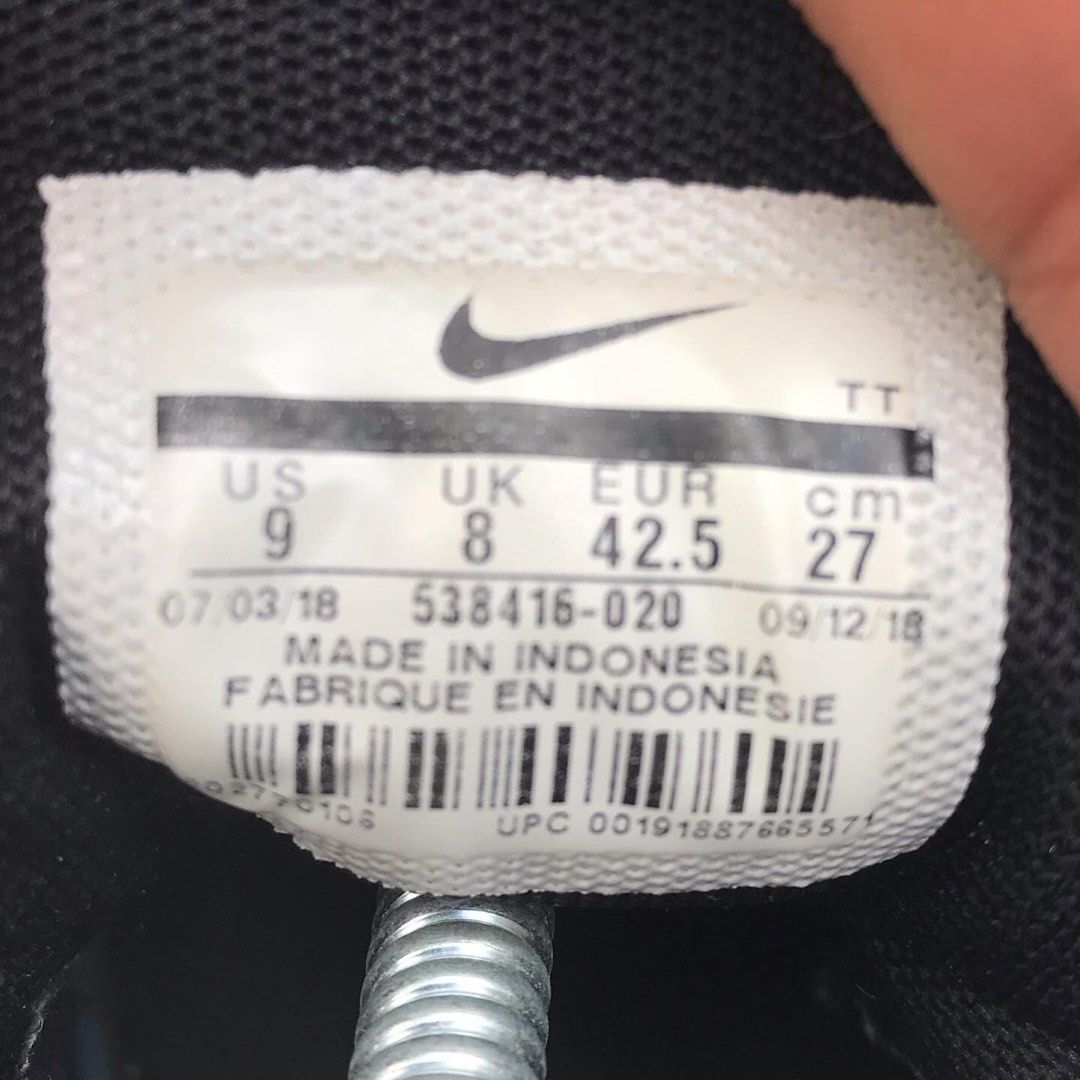 TT
US UK EUR cm
9 8 42.5 27
07/03/18 538416-020 09/12/18
MADE IN INDONESIA
FABRIQUE EN INDONESIE
UPC 00191887665571